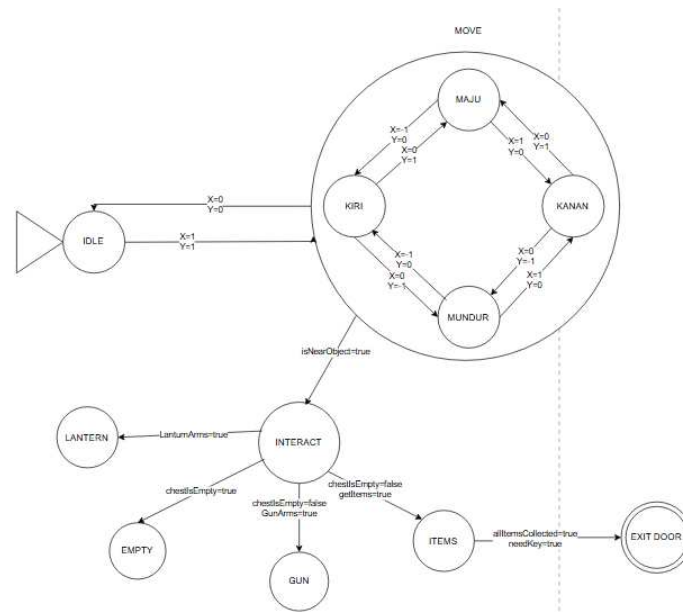 MOVE
MAJU
X=-1
Y=0
X=0
Y=1
X=1
Y=0
X=0
Y=1
KIRI
KANAN
X=0
Y=0
IDLE
X=1
Y=1
X=-1
Y=0
X=0
Y=-1
X=0
Y=-1
X=1
Y=0
MUNDUR
isNearObject=true
LANTERN
LanturnArms=true
INTERACT
chestIsEmpty=true
chestIsEmpty=false
GunArms=true
chestIsEmpty=false
getItems=true
EMPTY
GUN
ITEMS
allItemsCollected=true
needKey=true
EXIT DOOR